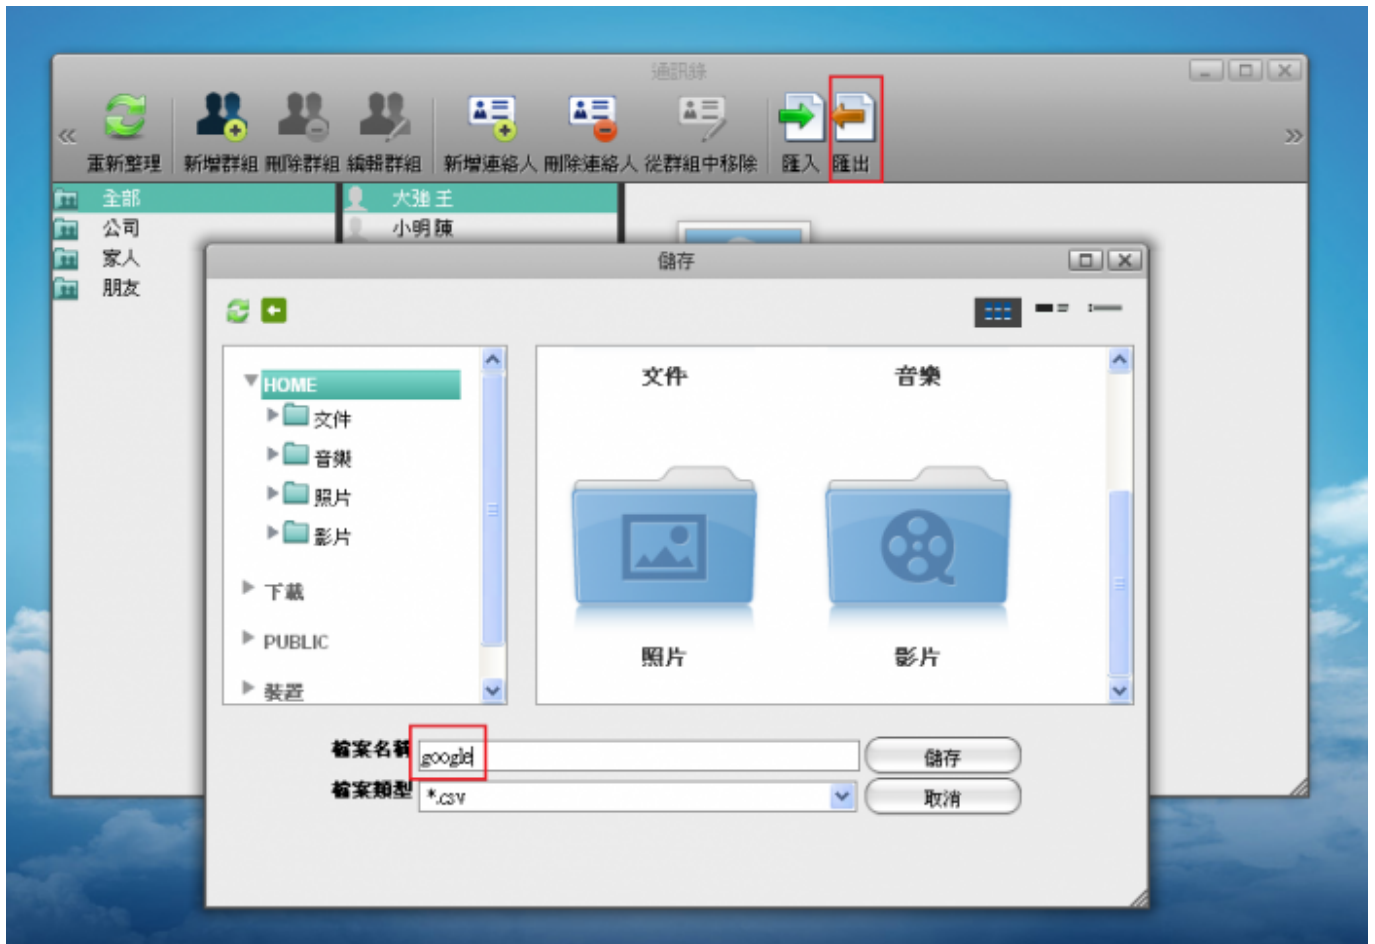 通訊錄
重新整理 新增群組 刪除群組 編輯群組 新增連絡人 刪除連絡人 從群組中移除 匯入 匯出
全部 大強 王
公司 小明 陳
家人
朋友
儲存
HOME
文件
音樂
照片
影片
下載
PUBLIC
裝置
文件 音樂
照片 影片
檔案名稱 google 儲存
檔案類型 *.csv 取消